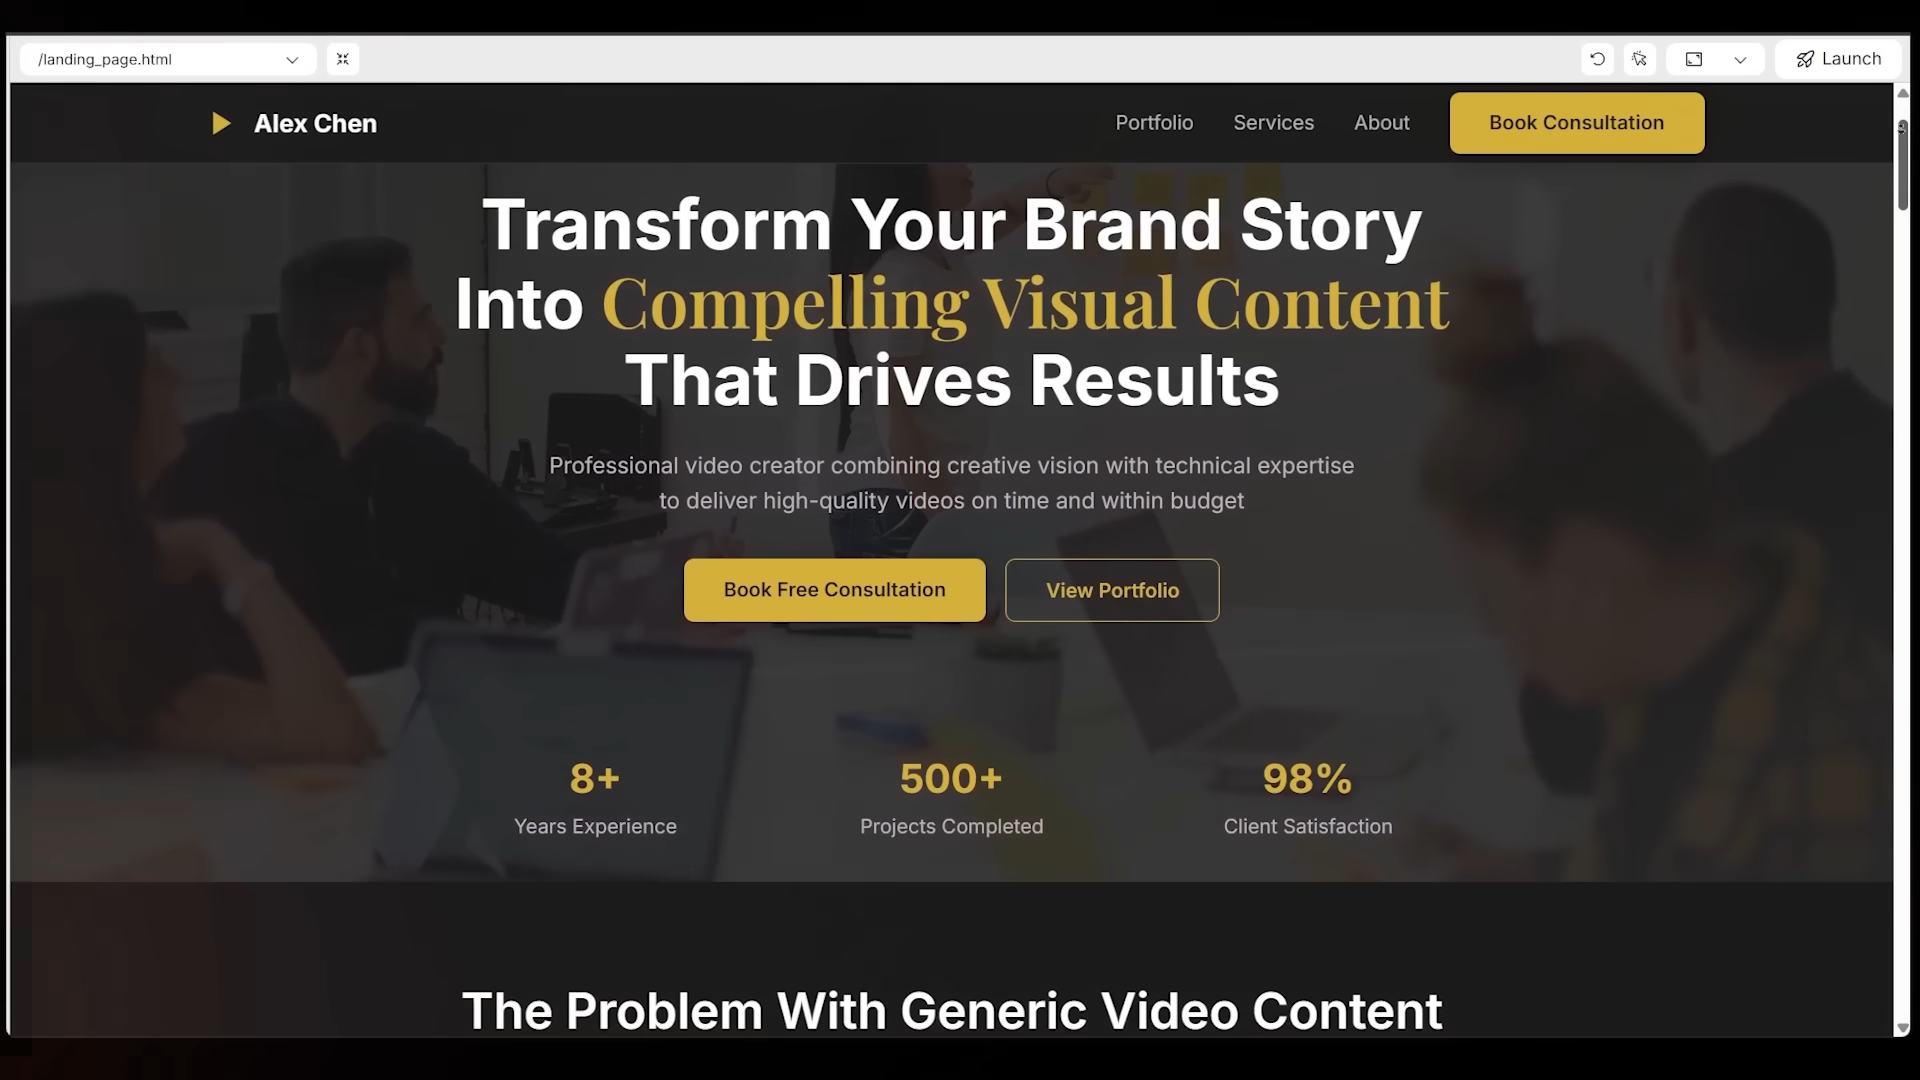 /landing_page.html
Launch
Alex Chen
Portfolio
Services
About
Book Consultation
Transform Your Brand Story
Into Compelling Visual Content
That Drives Results
Professional video creator combining creative vision with technical expertise
to deliver high-quality videos on time and within budget
Book Free Consultation
View Portfolio
8+
500+
98%
Years Experience
Projects Completed
Client Satisfaction
The Problem With Generic Video Content